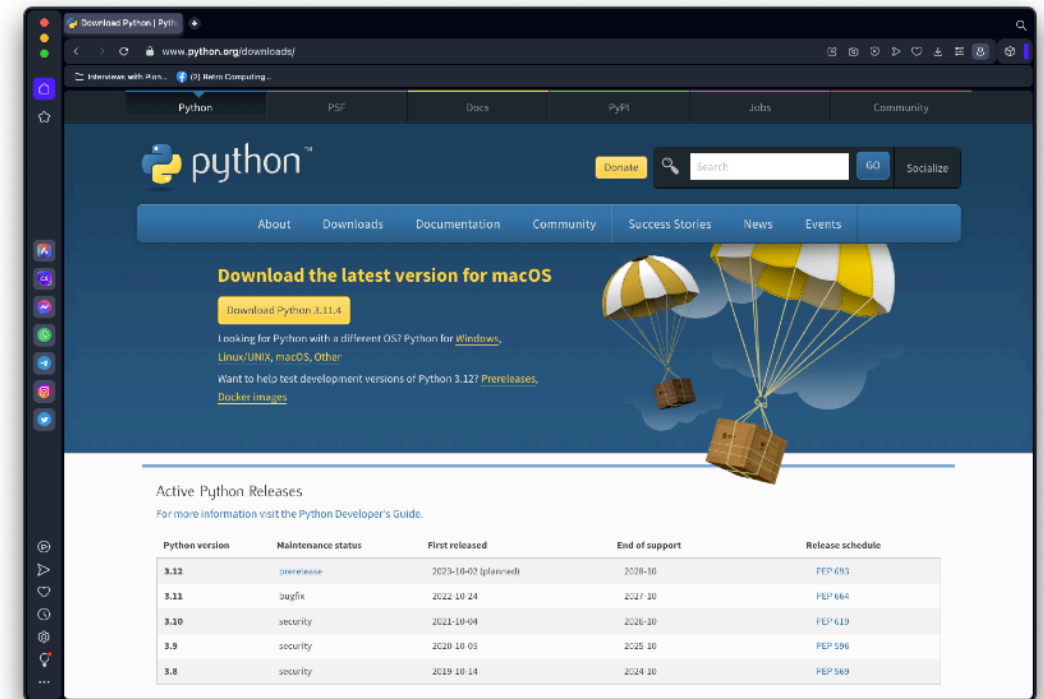 Download Python | Pyth
www.python.org/downloads/
Interviews with Plan... (2) Retro Computing...
Python PSF Docs PyPI Jobs Community
python™
Donate Search GO Socialize
About Downloads Documentation Community Success Stories News Events
Download the latest version for macOS
Download Python 3.11.4
Looking for Python with a different OS? Python for Windows,
Linux/UNIX, macOS, Other
Want to help test development versions of Python 3.12? Prereleases,
Docker images
Active Python Releases
For more information visit the Python Developer's Guide.
Python version Maintenance status First released End of support Release schedule
3.12 prerelease 2023-10-02 (planned) 2028-10 PEP 693
3.11 bugfix 2022-10-24 2027-10 PEP 664
3.10 security 2021-10-04 2026-10 PEP 619
3.9 security 2020-10-05 2025-10 PEP 596
3.8 security 2019-10-14 2024-10 PEP 569